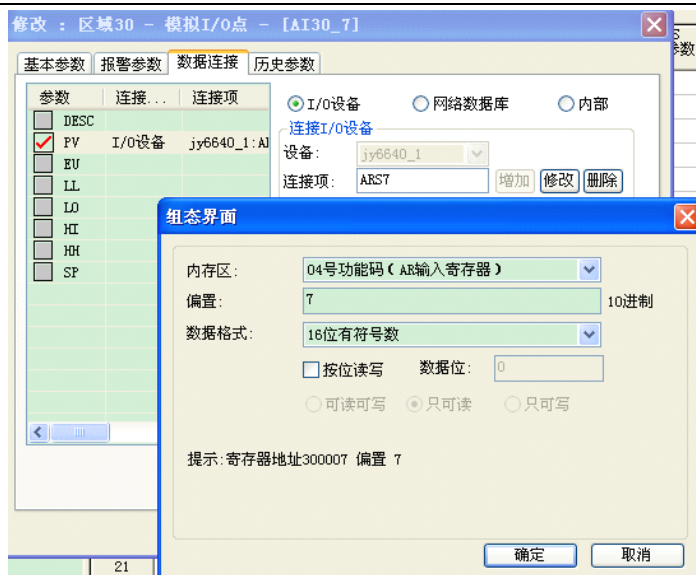 修改 : 区域30 - 模拟I/O点 - [AI30_7]
S
参数
基本参数 报警参数 数据连接 历史参数
参数 连接... 连接项
DESC
PV I/O设备 jy6640_1:A
EU
LL
LO
HI
HH
SP
I/O设备 网络数据库 内部
连接I/O设备
设备: jy6640_1
连接项: ARS7 增加 修改 删除
组态界面
内存区: 04号功能码(AR输入寄存器)
偏置: 7 10进制
数据格式: 16位有符号数
按位读写 数据位: 0
可读可写 只可读 只可写
提示:寄存器地址300007 偏置 7
确定 取消
21